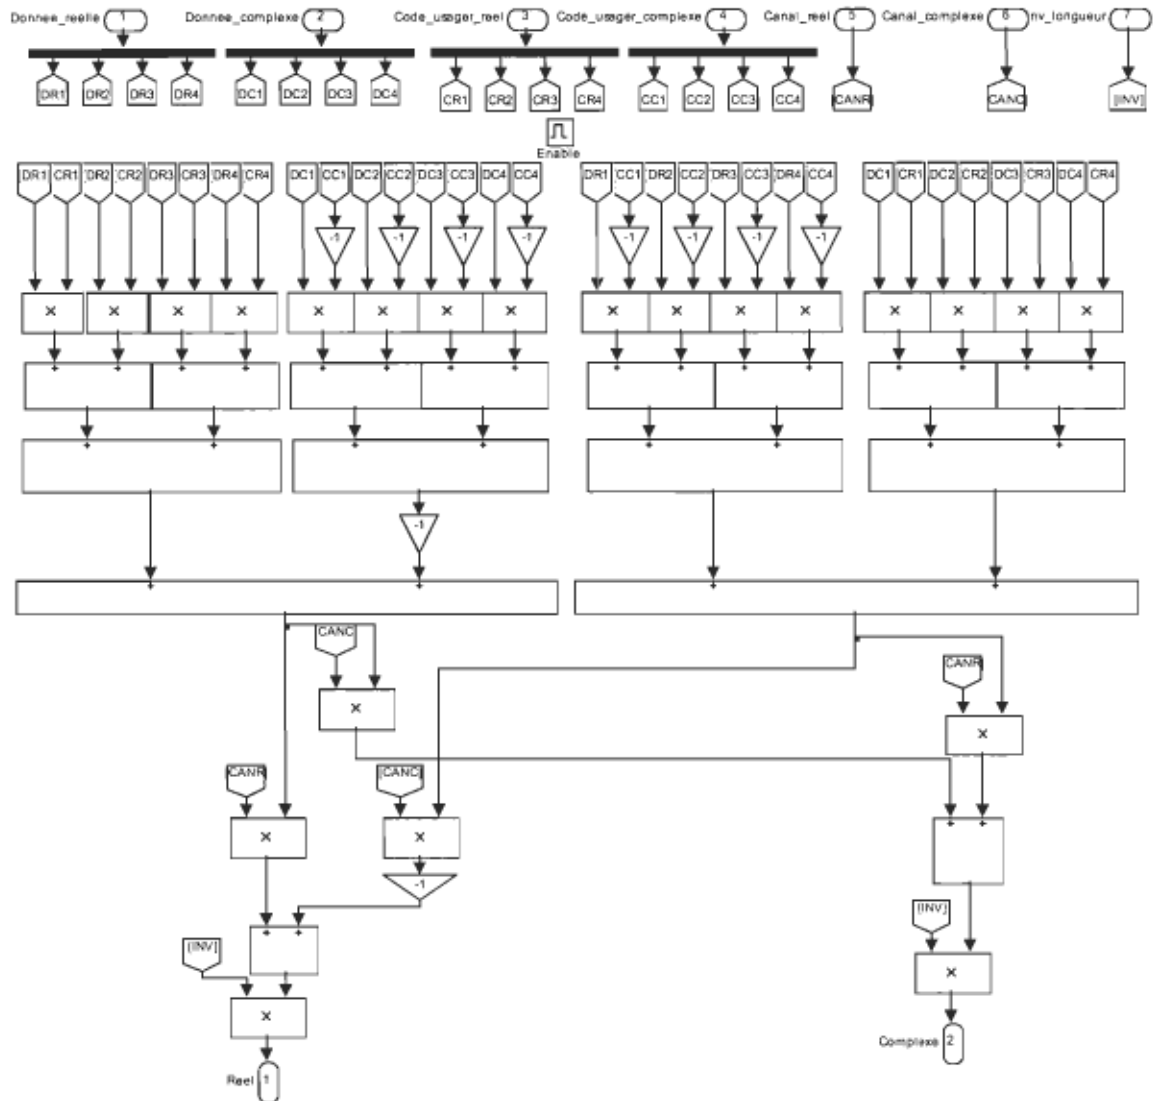 Donnee_reelle 1 Donnee_complexe 2 Code_usager_reel 3 Code_usager_complexe 4 Canal_reel 5 Canal_complexe 6 nv_longueur 7
[DR1] [DR2] [DR3] [DR4] [DC1] [DC2] [DC3] [DC4] [CR1] [CR2] [CR3] [CR4] [CC1] [CC2] [CC3] [CC4] [CANR] [CANC] [INV]
Enable
[DR1] [CR1] [DR2] [CR2] [DR3] [CR3] [DR4] [CR4] [DC1] [CC1] [DC2] [CC2] [DC3] [CC3] [DC4] [CC4] [DR1] [CC1] [DR2] [CC2] [DR3] [CC3] [DR4] [CC4] [DC1] [CR1] [DC2] [CR2] [DC3] [CR3] [DC4] [CR4]
-1 -1 -1 -1 -1 -1 -1 -1
× × × × × × × × × × × × × × × ×
+ + + + + + + + + + + + + + + +
+ + + + + + + +
-1
+ + + +
[CANC]
[CANR]
×
×
[CANR] [CANC]
× × + +
-1
[INV]
+ +
[INV]
×
×
Complexe 2
Reel 1